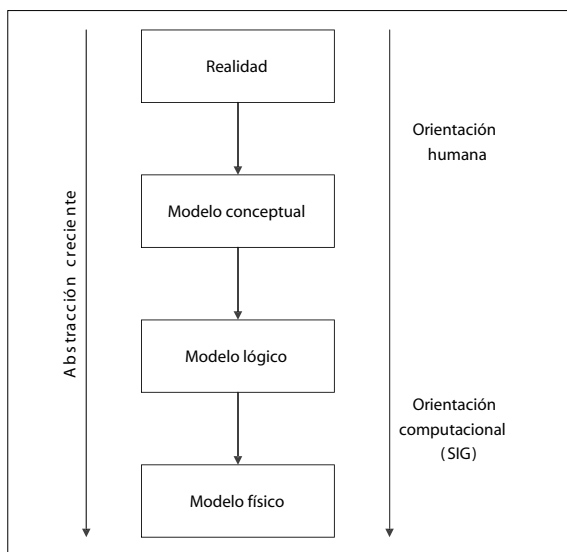 Realidad
Orientación
humana
Modelo conceptual
Abstracción creciente
Modelo lógico
Orientación
computacional
(SIG)
Modelo físico